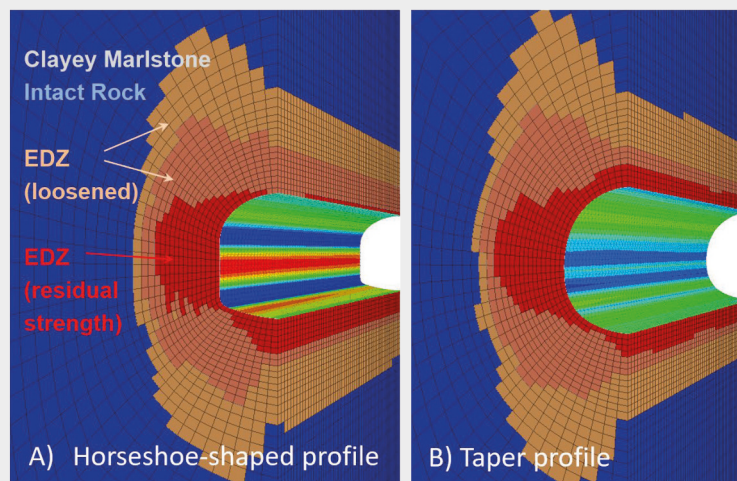 Clayey Marlstone
Intact Rock
EDZ
(loosened)
EDZ
(residual
strength)
A) Horseshoe-shaped profile
B) Taper profile